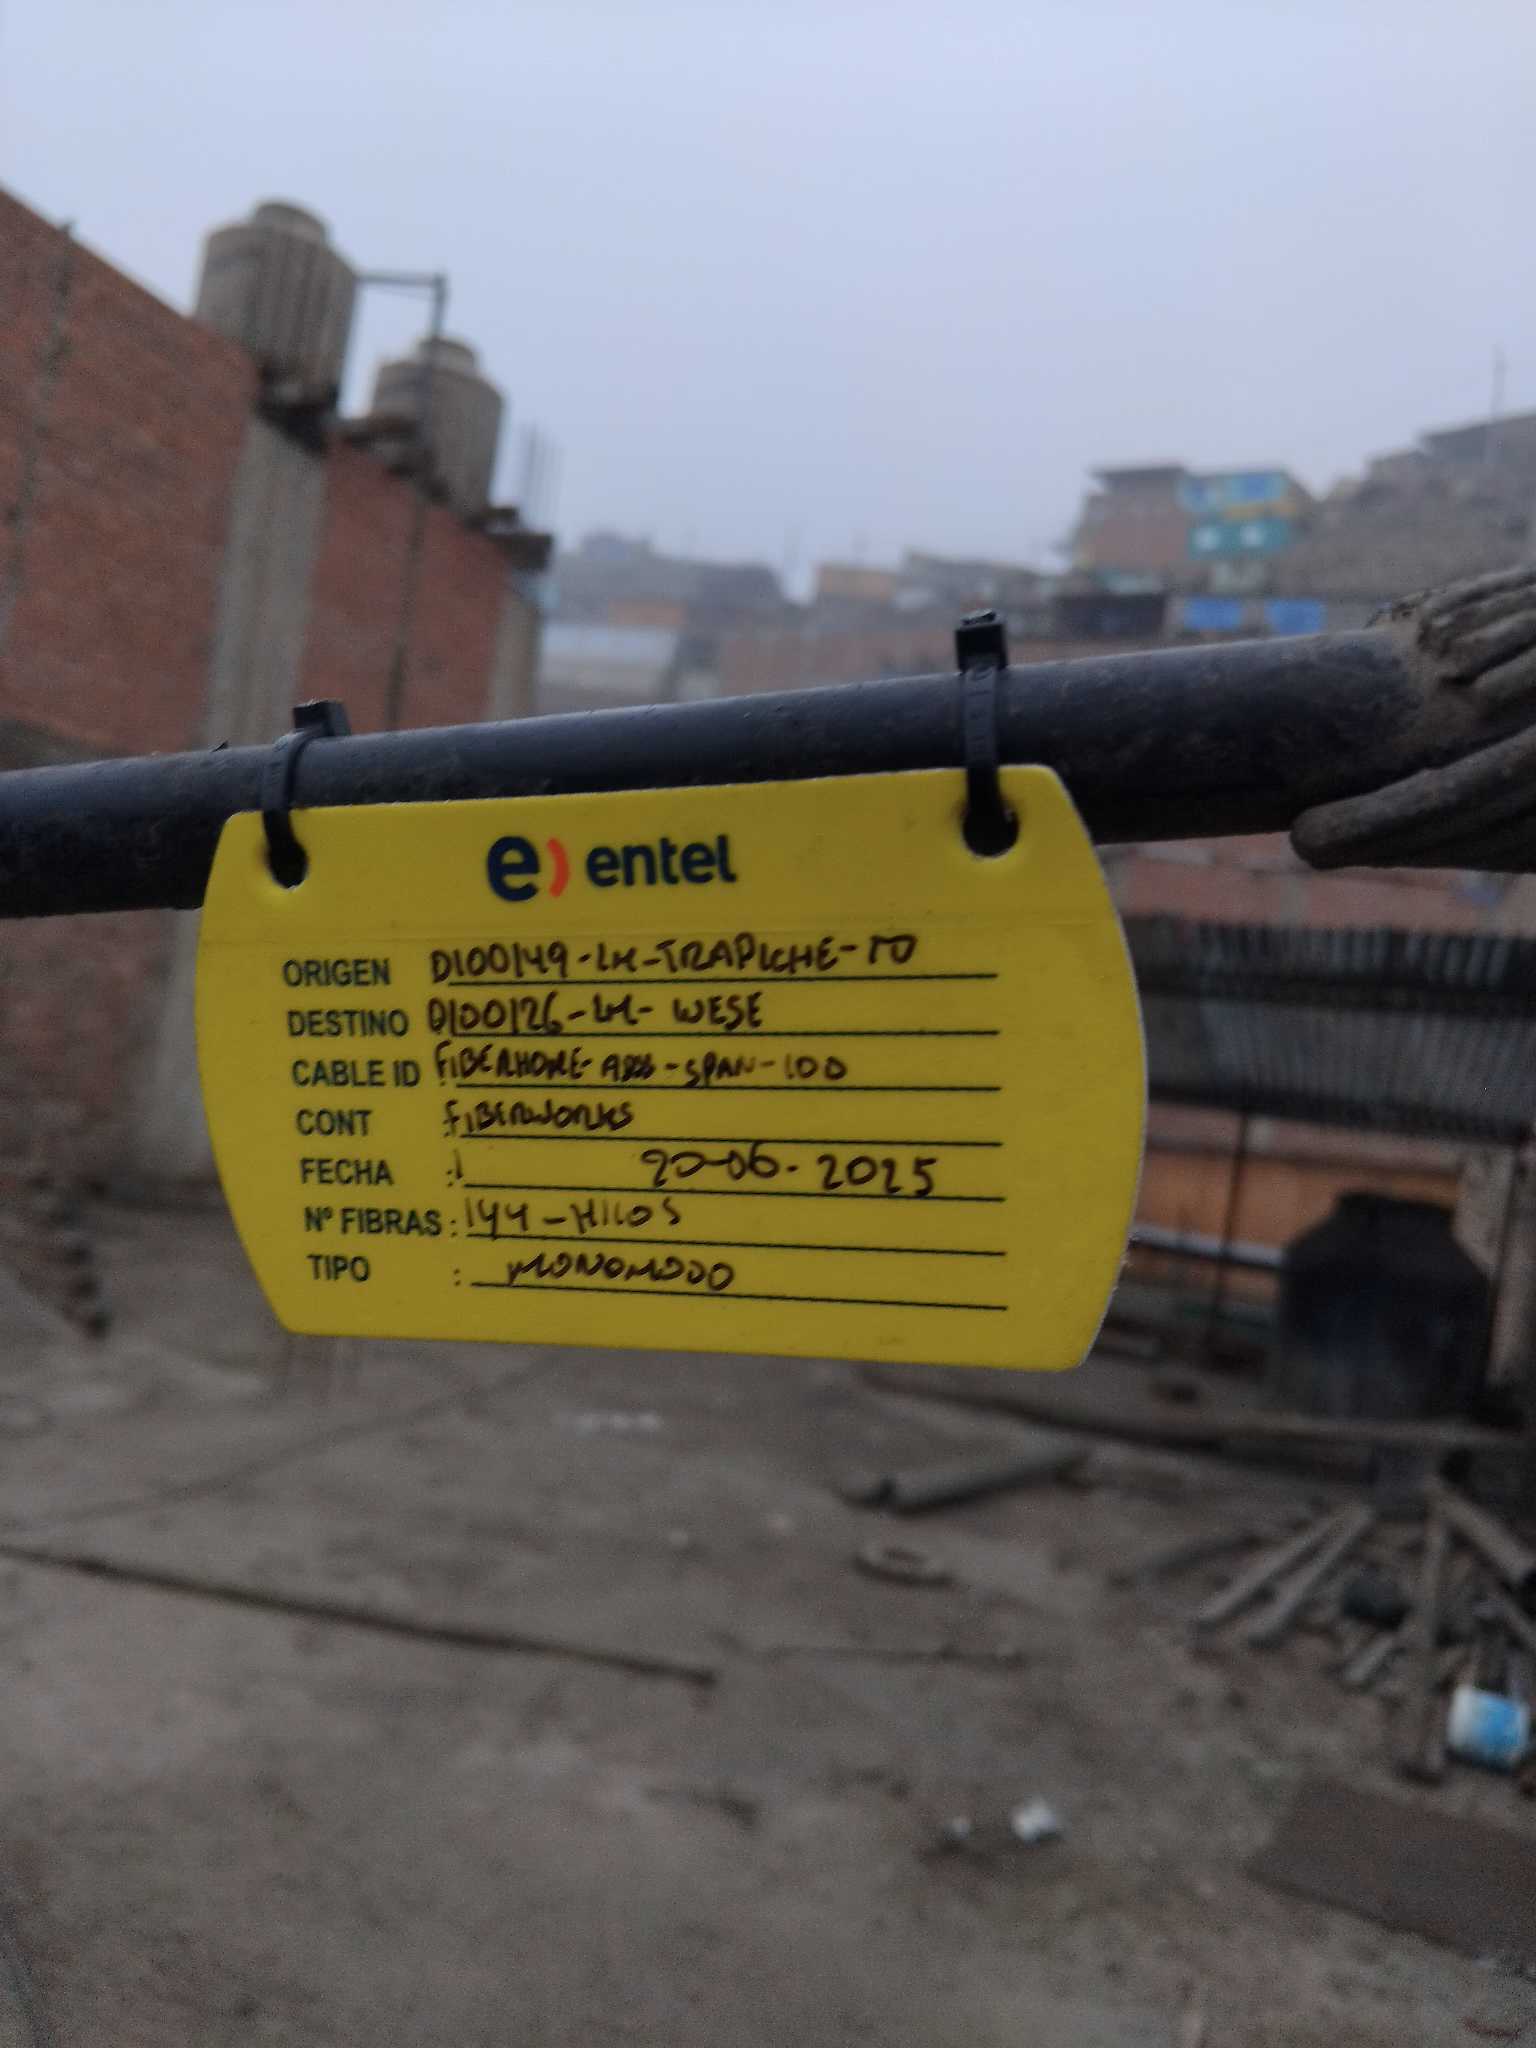 e) entel
ORIGEN D100149-LM-TRAPICHE-TD
DESTINO D100126-LM-WESE
CABLE ID : FIBERHOME-ADSS-SPAN-100
CONT : FIBERWORKS
FECHA : 20-06-2025
Nº FIBRAS : 144-HILOS
TIPO : MONOMODO